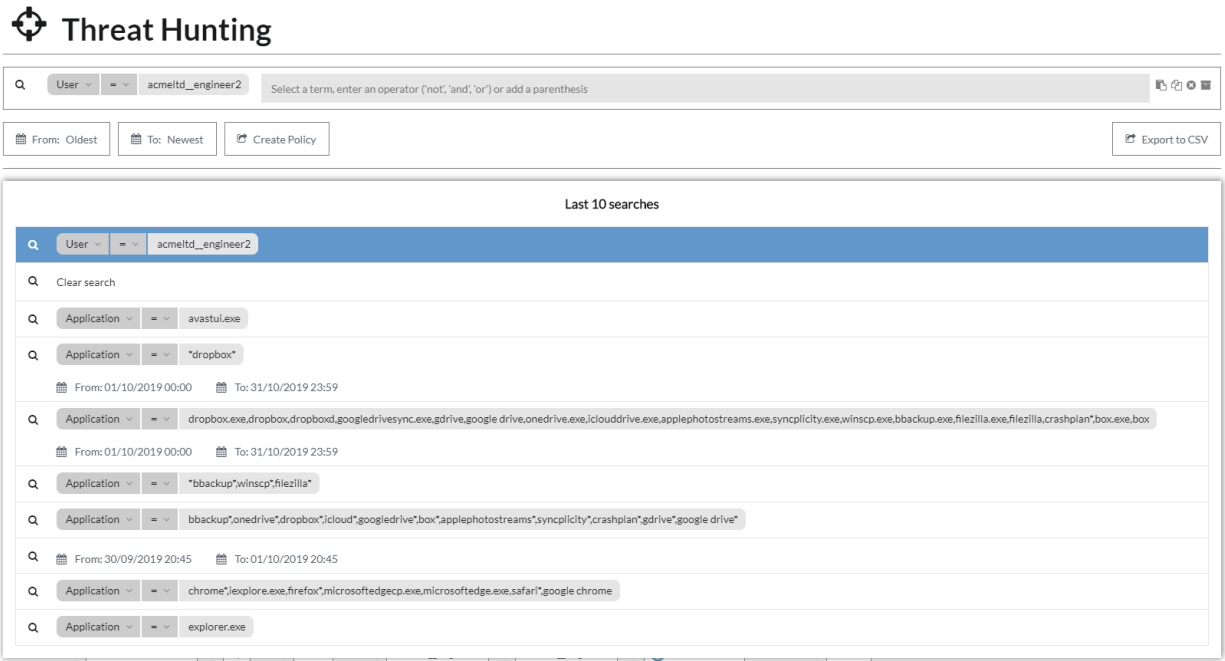 Threat Hunting
User = acmeltd__engineer2 Select a term, enter an operator ('not', 'and', 'or') or add a parenthesis
From: Oldest To: Newest Create Policy Export to CSV
Last 10 searches
User = acmeltd__engineer2
Clear search
Application = avastui.exe
Application = *dropbox*
From: 01/10/2019 00:00 To: 31/10/2019 23:59
Application = dropbox.exe,dropbox,dropboxd,googledrivesync.exe,gdrive,google drive,onedrive.exe,iclouddrive.exe,applephotostreams.exe,syncplicity.exe,winscp.exe,bbackup.exe,filezilla.exe,filezilla,crashplan*,box.exe,box
From: 01/10/2019 00:00 To: 31/10/2019 23:59
Application = *bbackup*,winscp*,filezilla*
Application = bbackup*,onedrive*,dropbox*,icloud*,googledrive*,box*,applephotostreams*,syncplicity*,crashplan*,gdrive*,google drive*
From: 30/09/2019 20:45 To: 01/10/2019 20:45
Application = chrome*,iexplore.exe,firefox*,microsoftedgecp.exe,microsoftedge.exe,safari*,google chrome
Application = explorer.exe